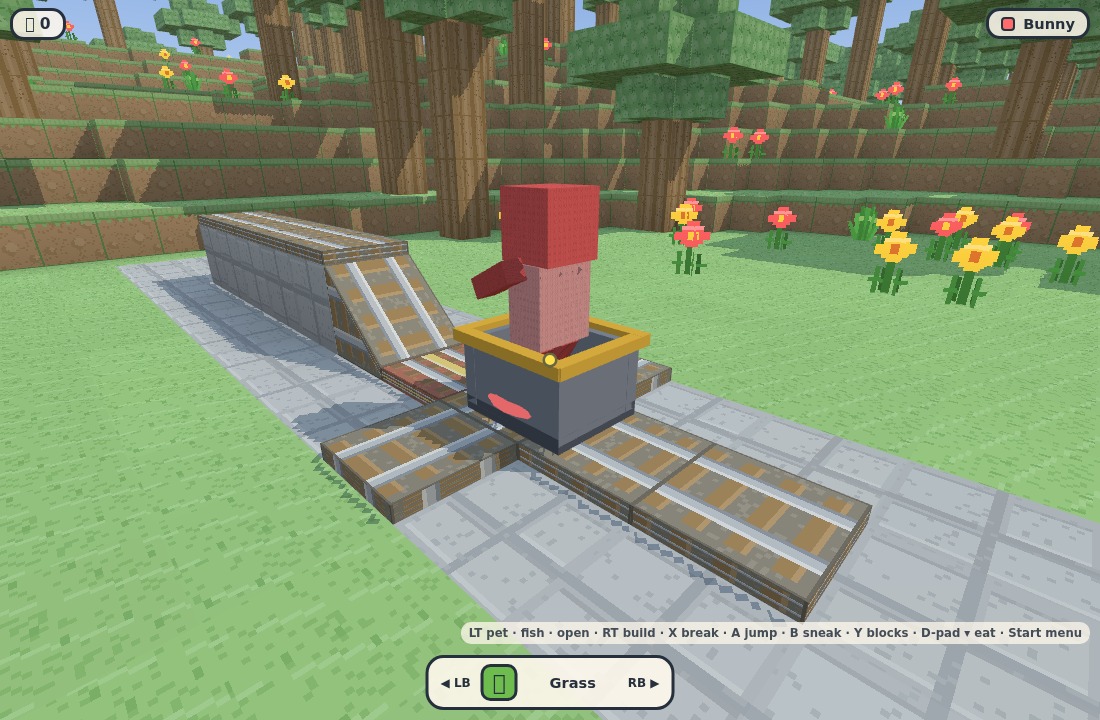 0
Bunny
LT pet · fish · open · RT build · X break · A jump · B sneak · Y blocks · D-pad ▾ eat · Start menu
◀ LB Grass RB ▶